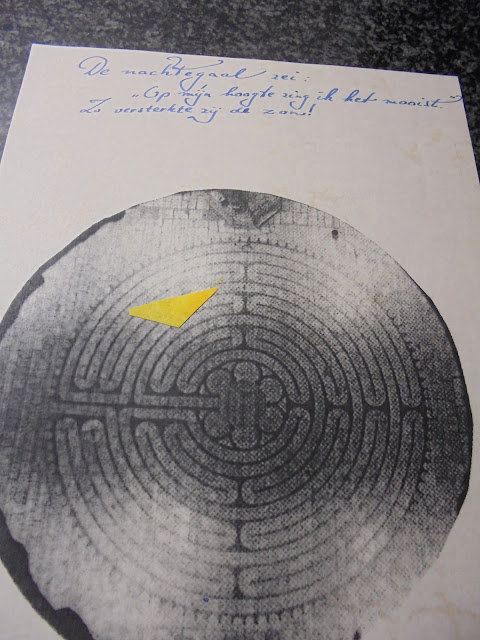 De nachtegaal zei:
„Op mijn hoogte zing ik het mooist.”
Zo versterkte zij de zon!